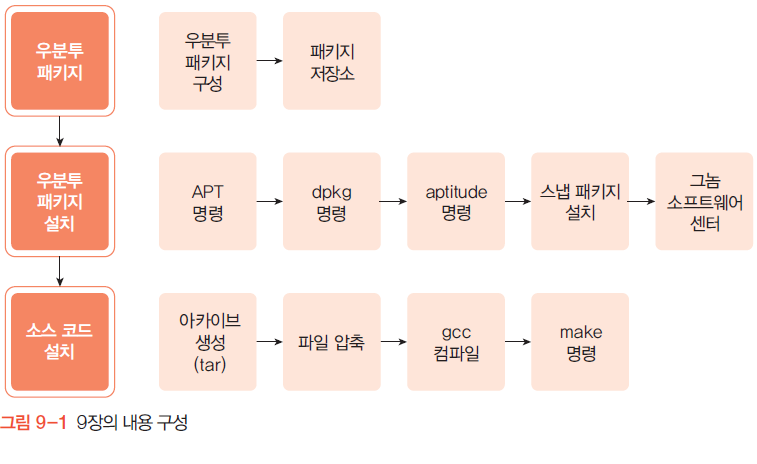 우분투
패키지
우분투
패키지
구성
패키지
저장소
우분투
패키지
설치
APT
명령
dpkg
명령
aptitude
명령
스냅 패키지
설치
그놈
소프트웨어
센터
소스 코드
설치
아카이브
생성
(tar)
파일 압축
gcc
컴파일
make
명령
그림 9-1 9장의 내용 구성